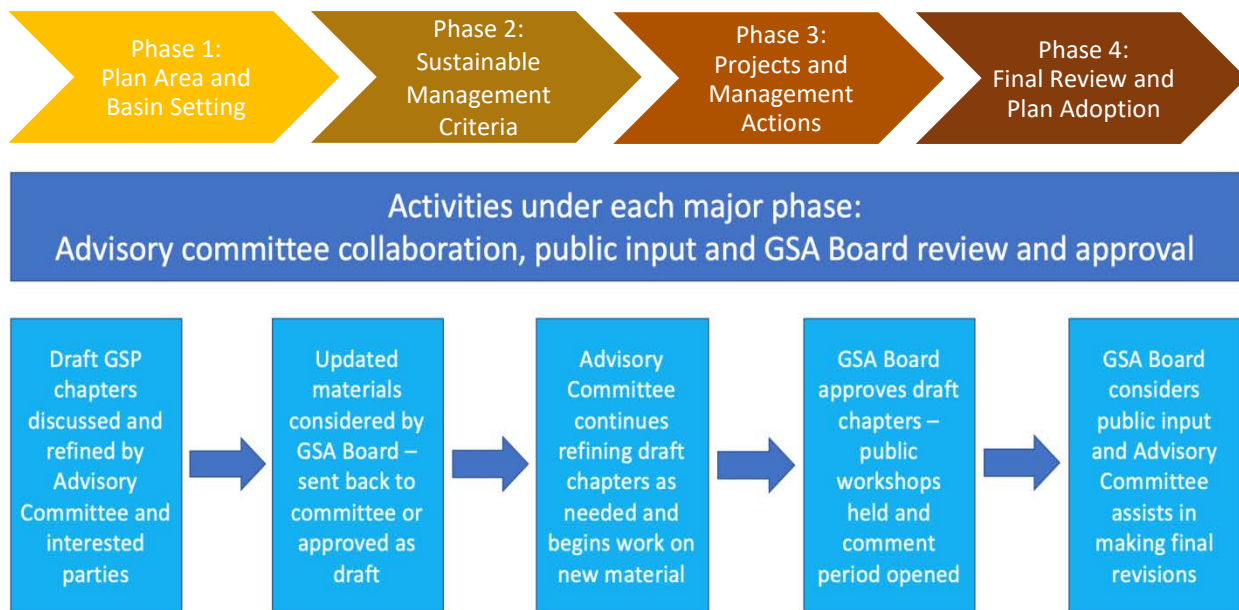 Phase 1:
Plan Area and
Basin Setting
Phase 2:
Sustainable
Management
Criteria
Phase 3:
Projects and
Management
Actions
Phase 4:
Final Review and
Plan Adoption
Activities under each major phase:
Advisory committee collaboration, public input and GSA Board review and approval
Draft GSP
chapters
discussed and
refined by
Advisory
Committee and
interested
parties
Updated
materials
considered by
GSA Board –
sent back to
committee or
approved as
draft
Advisory
Committee
continues
refining draft
chapters as
needed and
begins work on
new material
GSA Board
approves draft
chapters –
public
workshops
held and
comment
period opened
GSA Board
considers
public input
and Advisory
Committee
assists in
making final
revisions